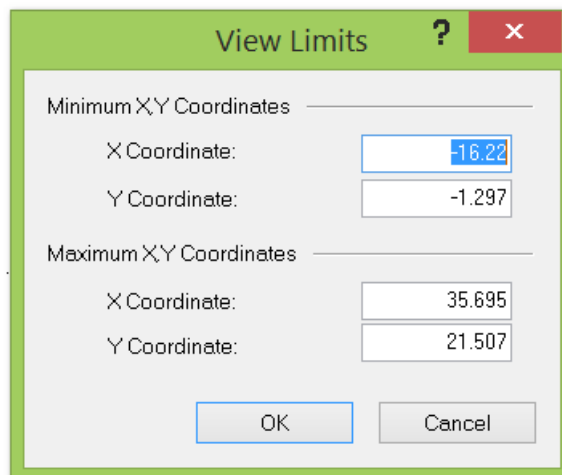 View Limits ? ×
Minimum X,Y Coordinates
X Coordinate: -16.22
Y Coordinate: -1.297
Maximum X,Y Coordinates
X Coordinate: 35.695
Y Coordinate: 21.507
OK Cancel